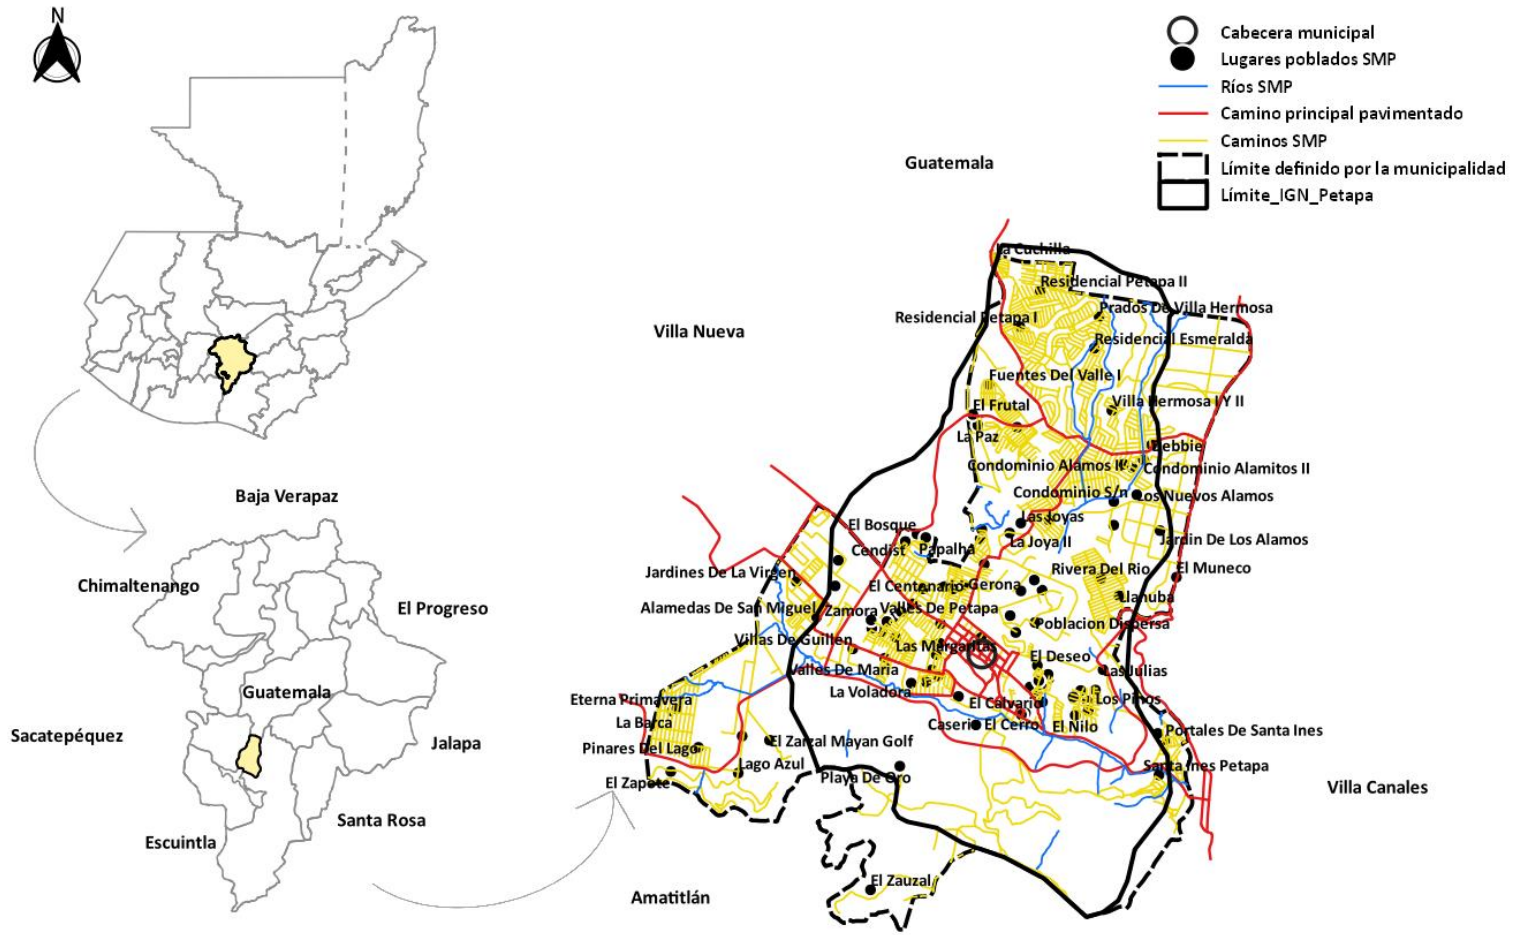 N
Cabecera municipal
Lugares poblados SMP
Ríos SMP
Camino principal pavimentado
Caminos SMP
Límite definido por la municipalidad
Límite_IGN_Petapa
Guatemala
Villa Nueva
La Cuchilla
Residencial Petapa II
Prados De Villa Hermosa
Residencial Petapa I
Residencial Esmeralda
Fuentes Del Valle I
Villa Hermosa I Y II
El Frutal
La Paz
Debbie
Condominio Alamos II
Condominio Alamitos II
Condominio S/n
Los Nuevos Alamos
Las Joyas
El Bosque
La Joya II
Jardin De Los Alamos
Cendist
Papalha
Jardines De La Virgen
Rivera Del Rio
El Muneco
El Centenario
Gerona
Llanuba
Alamedas De San Miguel
Zamora
Valles De Petapa
Poblacion Dispersa
Villas De Guillen
Las Margaritas
El Deseo
Valles De Maria
Las Julias
La Voladora
Eterna Primavera
El Calvario
Los Pinos
La Barca
Caserio El Cerro
El Nilo
Portales De Santa Ines
Pinares Del Lago
El Zarzal Mayan Golf
Lago Azul
Santa Ines Petapa
El Zapote
Playa De Oro
El Zauzal
Villa Canales
Amatitlán
Baja Verapaz
Chimaltenango
El Progreso
Guatemala
Sacatepéquez
Jalapa
Santa Rosa
Escuintla